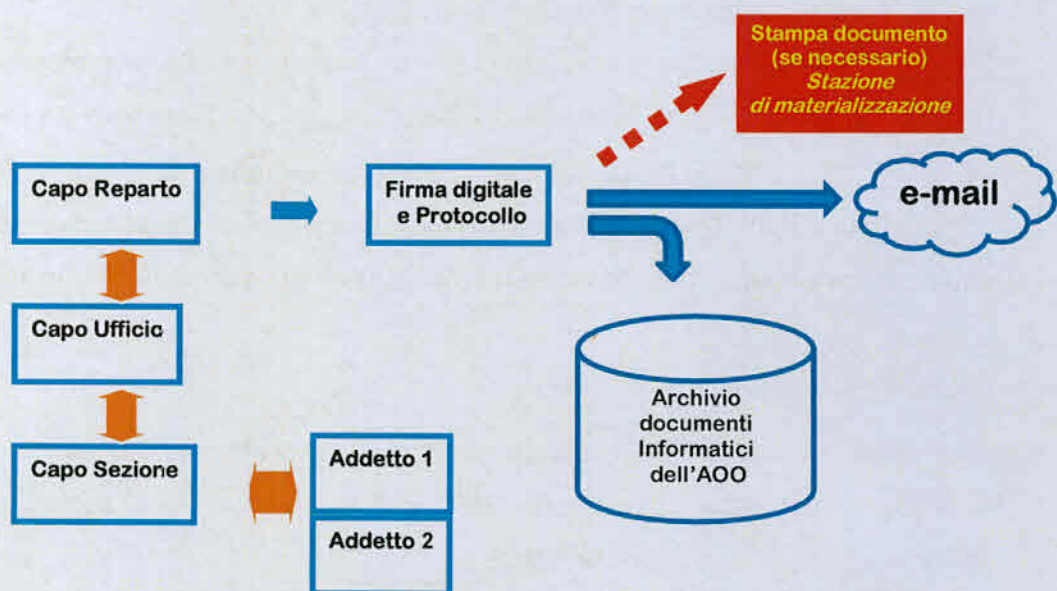 Stampa documento
(se necessario)
Stazione
di materializzazione
Capo Reparto
Firma digitale
e Protocollo
e-mail
Capo Ufficio
Capo Sezione
Addetto 1
Addetto 2
Archivio
documenti
Informatici
dell'AOO